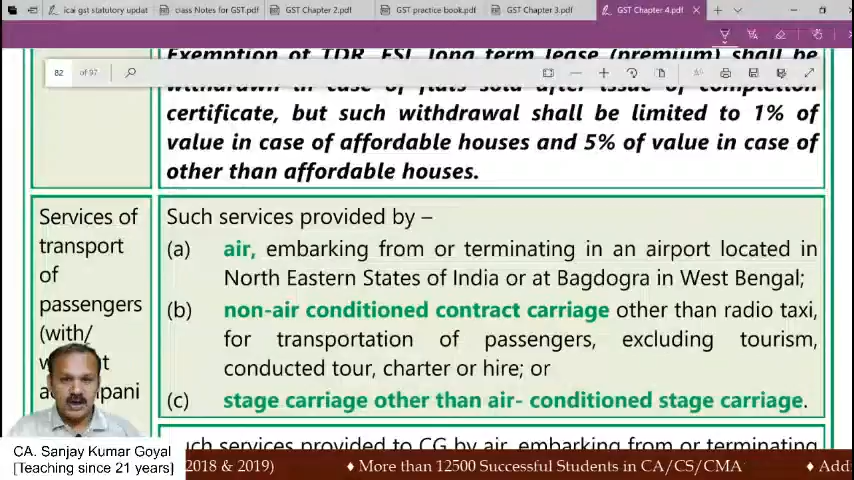 icai gst statutory updat
class Notes for GST.pdf
GST Chapter 2.pdf
GST practice book.pdf
GST Chapter 3.pdf
GST Chapter 4.pdf
Exemption of TDR, FSI, long term lease (premium) shall be
82 of 97
withdrawn in case of flats sold after issue of completion
certificate, but such withdrawal shall be limited to 1% of
value in case of affordable houses and 5% of value in case of
other than affordable houses.
Services of
transport
of
passengers
(with/
Such services provided by –
(a) air, embarking from or terminating in an airport located in
North Eastern States of India or at Bagdogra in West Bengal;
(b) non-air conditioned contract carriage other than radio taxi,
for transportation of passengers, excluding tourism,
conducted tour, charter or hire; or
(c) stage carriage other than air- conditioned stage carriage.
such services provided to CG by air, embarking from or terminating
CA. Sanjay Kumar Goyal
[Teaching since 21 years]
2018 & 2019) ♦ More than 12500 Successful Students in CA/CS/CMA ♦ Add